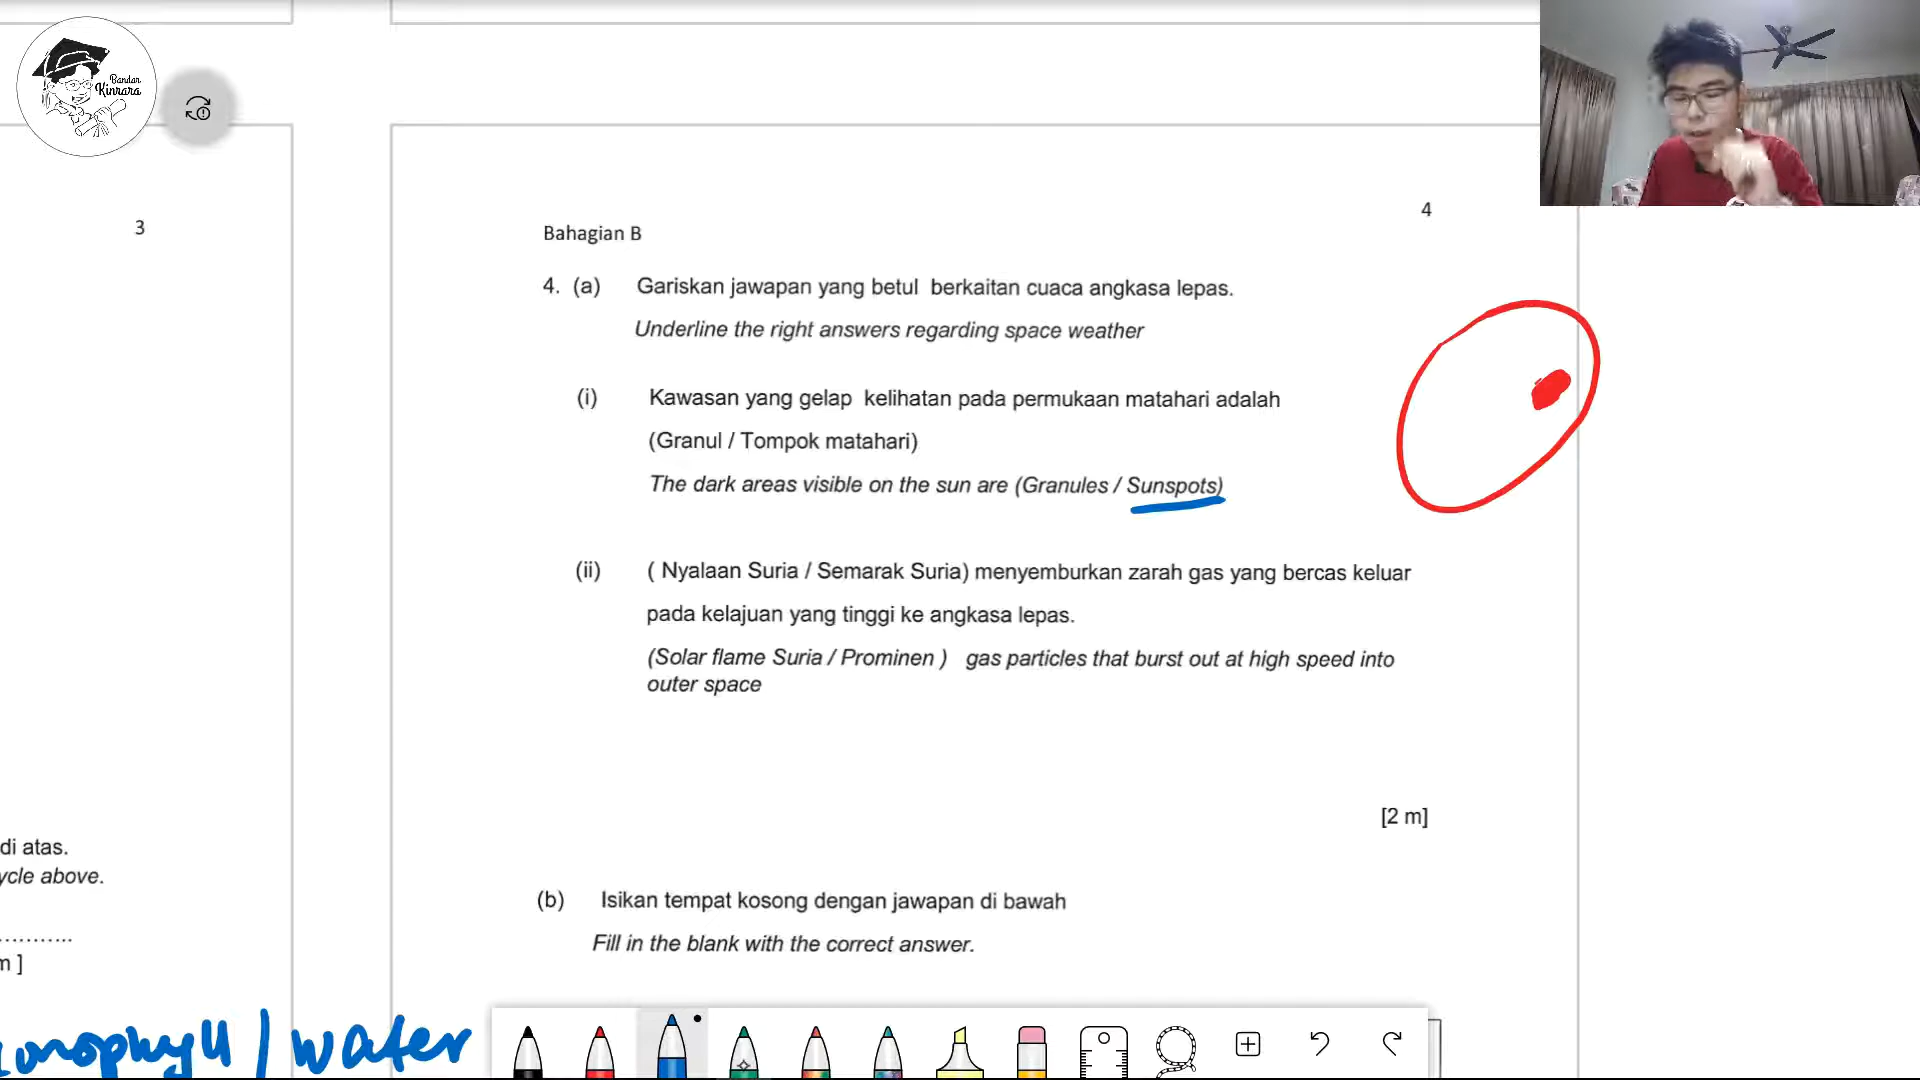 Bandar
Kinrara
3
4
Bahagian B
4. (a) Gariskan jawapan yang betul berkaitan cuaca angkasa lepas.
Underline the right answers regarding space weather
(i) Kawasan yang gelap kelihatan pada permukaan matahari adalah
(Granul / Tompok matahari)
The dark areas visible on the sun are (Granules / Sunspots)
(ii) ( Nyalaan Suria / Semarak Suria) menyemburkan zarah gas yang bercas keluar
pada kelajuan yang tinggi ke angkasa lepas.
(Solar flame Suria / Prominen ) gas particles that burst out at high speed into
outer space
[2 m]
di atas.
ycle above.
...........
m ]
(b) Isikan tempat kosong dengan jawapan di bawah
Fill in the blank with the correct answer.
/ water